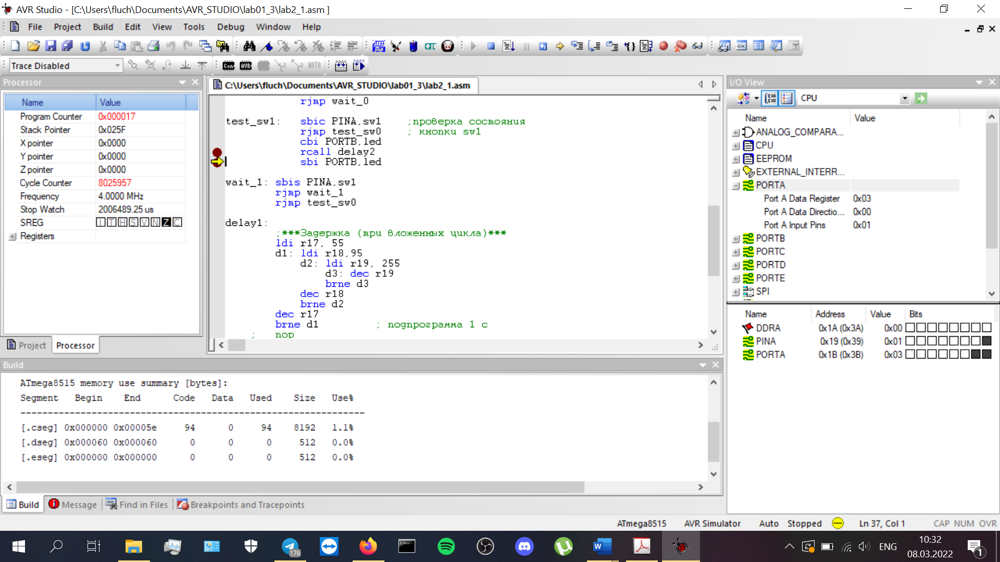 AVR Studio - [C:\Users\fluch\Documents\AVR_STUDIO\lab01_3\lab2_1.asm ]
File Project Build Edit View Tools Debug Window Help
Trace Disabled
Con AVR AUTO
Processor
Name Value
Program Counter 0x000017
Stack Pointer 0x025F
X pointer 0x0000
Y pointer 0x0000
Z pointer 0x0000
Cycle Counter 8025957
Frequency 4.0000 MHz
Stop Watch 2006489.25 us
SREG I T H S V N Z C
Registers
Project Processor
C:\Users\fluch\Documents\AVR_STUDIO\lab01_3\lab2_1.asm
rjmp wait_0
test_sw1: sbic PINA,sw1 ;проверка состояния
rjmp test_sw0 ; кнопки sw1
cbi PORTB,led
rcall delay2
sbi PORTB,led
wait_1: sbis PINA,sw1
rjmp wait_1
rjmp test_sw0
delay1:
;***Задержка (три вложенных цикла)***
ldi r17, 55
d1: ldi r18,95
d2: ldi r19, 255
d3: dec r19
brne d3
dec r18
brne d2
dec r17
brne d1 ; подпрограмма 1 с
; nop
I/O View
CPU
Name Value
ANALOG_COMPARA...
CPU
EEPROM
EXTERNAL_INTERR...
PORTA
Port A Data Register 0x03
Port A Data Directio... 0x00
Port A Input Pins 0x01
PORTB
PORTC
PORTD
PORTE
SPI
Name Address Value Bits
DDRA 0x1A (0x3A) 0x00
PINA 0x19 (0x39) 0x01
PORTA 0x1B (0x3B) 0x03
Build
ATmega8515 memory use summary [bytes]:
Segment Begin End Code Data Used Size Use%
---------------------------------------------------------------
[.cseg] 0x000000 0x00005e 94 0 94 8192 1.1%
[.dseg] 0x000060 0x000060 0 0 0 512 0.0%
[.eseg] 0x000000 0x000000 0 0 0 512 0.0%
Build Message Find in Files Breakpoints and Tracepoints
ATmega8515 AVR Simulator Auto Stopped Ln 37, Col 1 CAP NUM OVR
176
ENG
10:32
08.03.2022
1